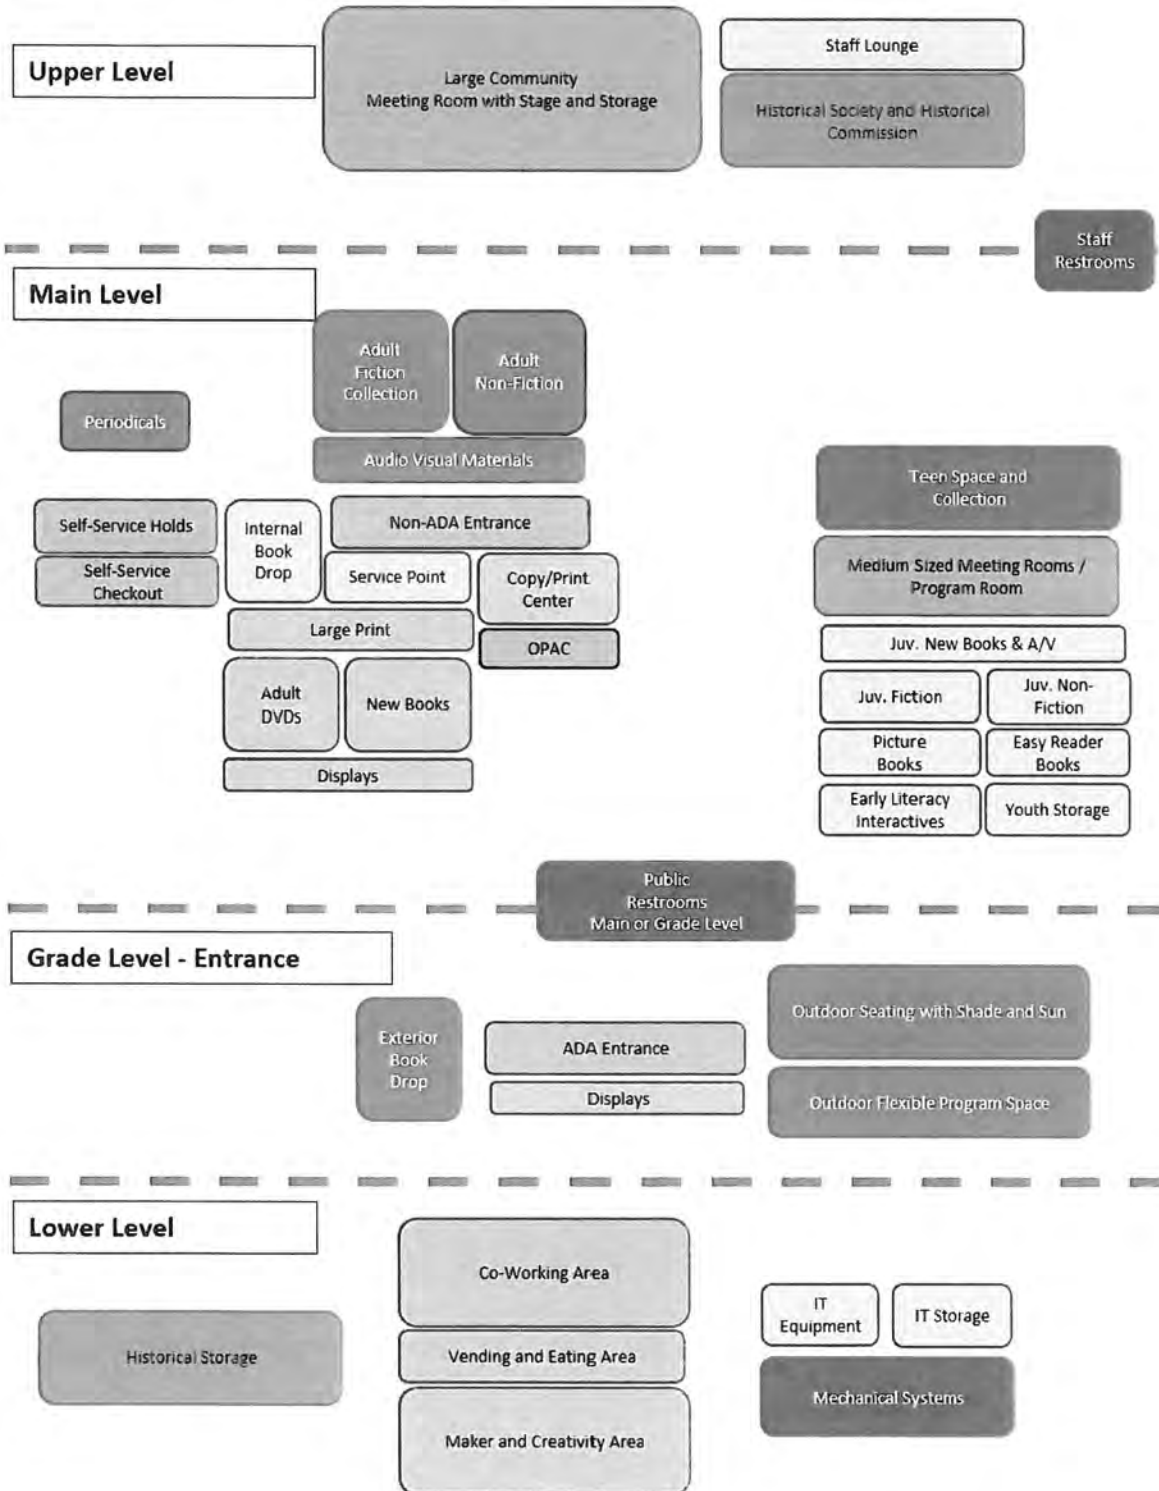 Upper Level
Large Community
Meeting Room with Stage and Storage
Staff Lounge
Historical Society and Historical
Commission
Staff
Restrooms
Main Level
Adult
Fiction
Collection
Adult
Non-Fiction
Periodicals
Audio Visual Materials
Self-Service Holds
Self-Service
Checkout
Internal
Book
Drop
Non-ADA Entrance
Service Point
Copy/Print
Center
Large Print
OPAC
Adult
DVDs
New Books
Displays
Teen Space and
Collection
Medium Sized Meeting Rooms /
Program Room
Juv. New Books & A/V
Juv. Fiction
Juv. Non-
Fiction
Picture
Books
Easy Reader
Books
Early Literacy
Interactives
Youth Storage
Public
Restrooms
Main or Grade Level
Grade Level - Entrance
Exterior
Book
Drop
ADA Entrance
Displays
Outdoor Seating with Shade and Sun
Outdoor Flexible Program Space
Lower Level
Historical Storage
Co-Working Area
Vending and Eating Area
Maker and Creativity Area
IT
Equipment
IT Storage
Mechanical Systems